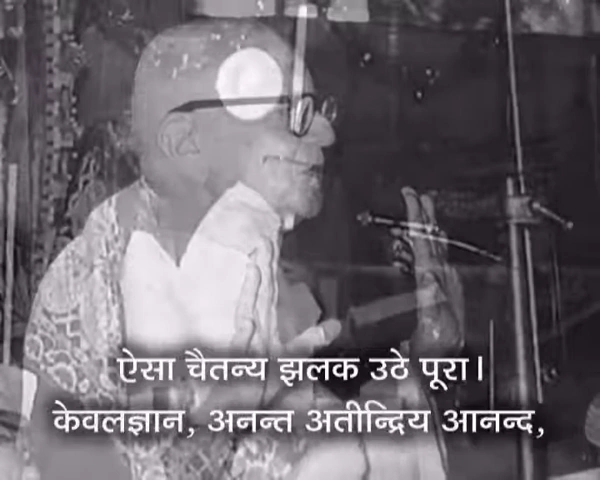 ऐसा चैतन्य झलक उठे पूरा।
केवलज्ञान, अनन्त अतीन्द्रिय आनन्द,